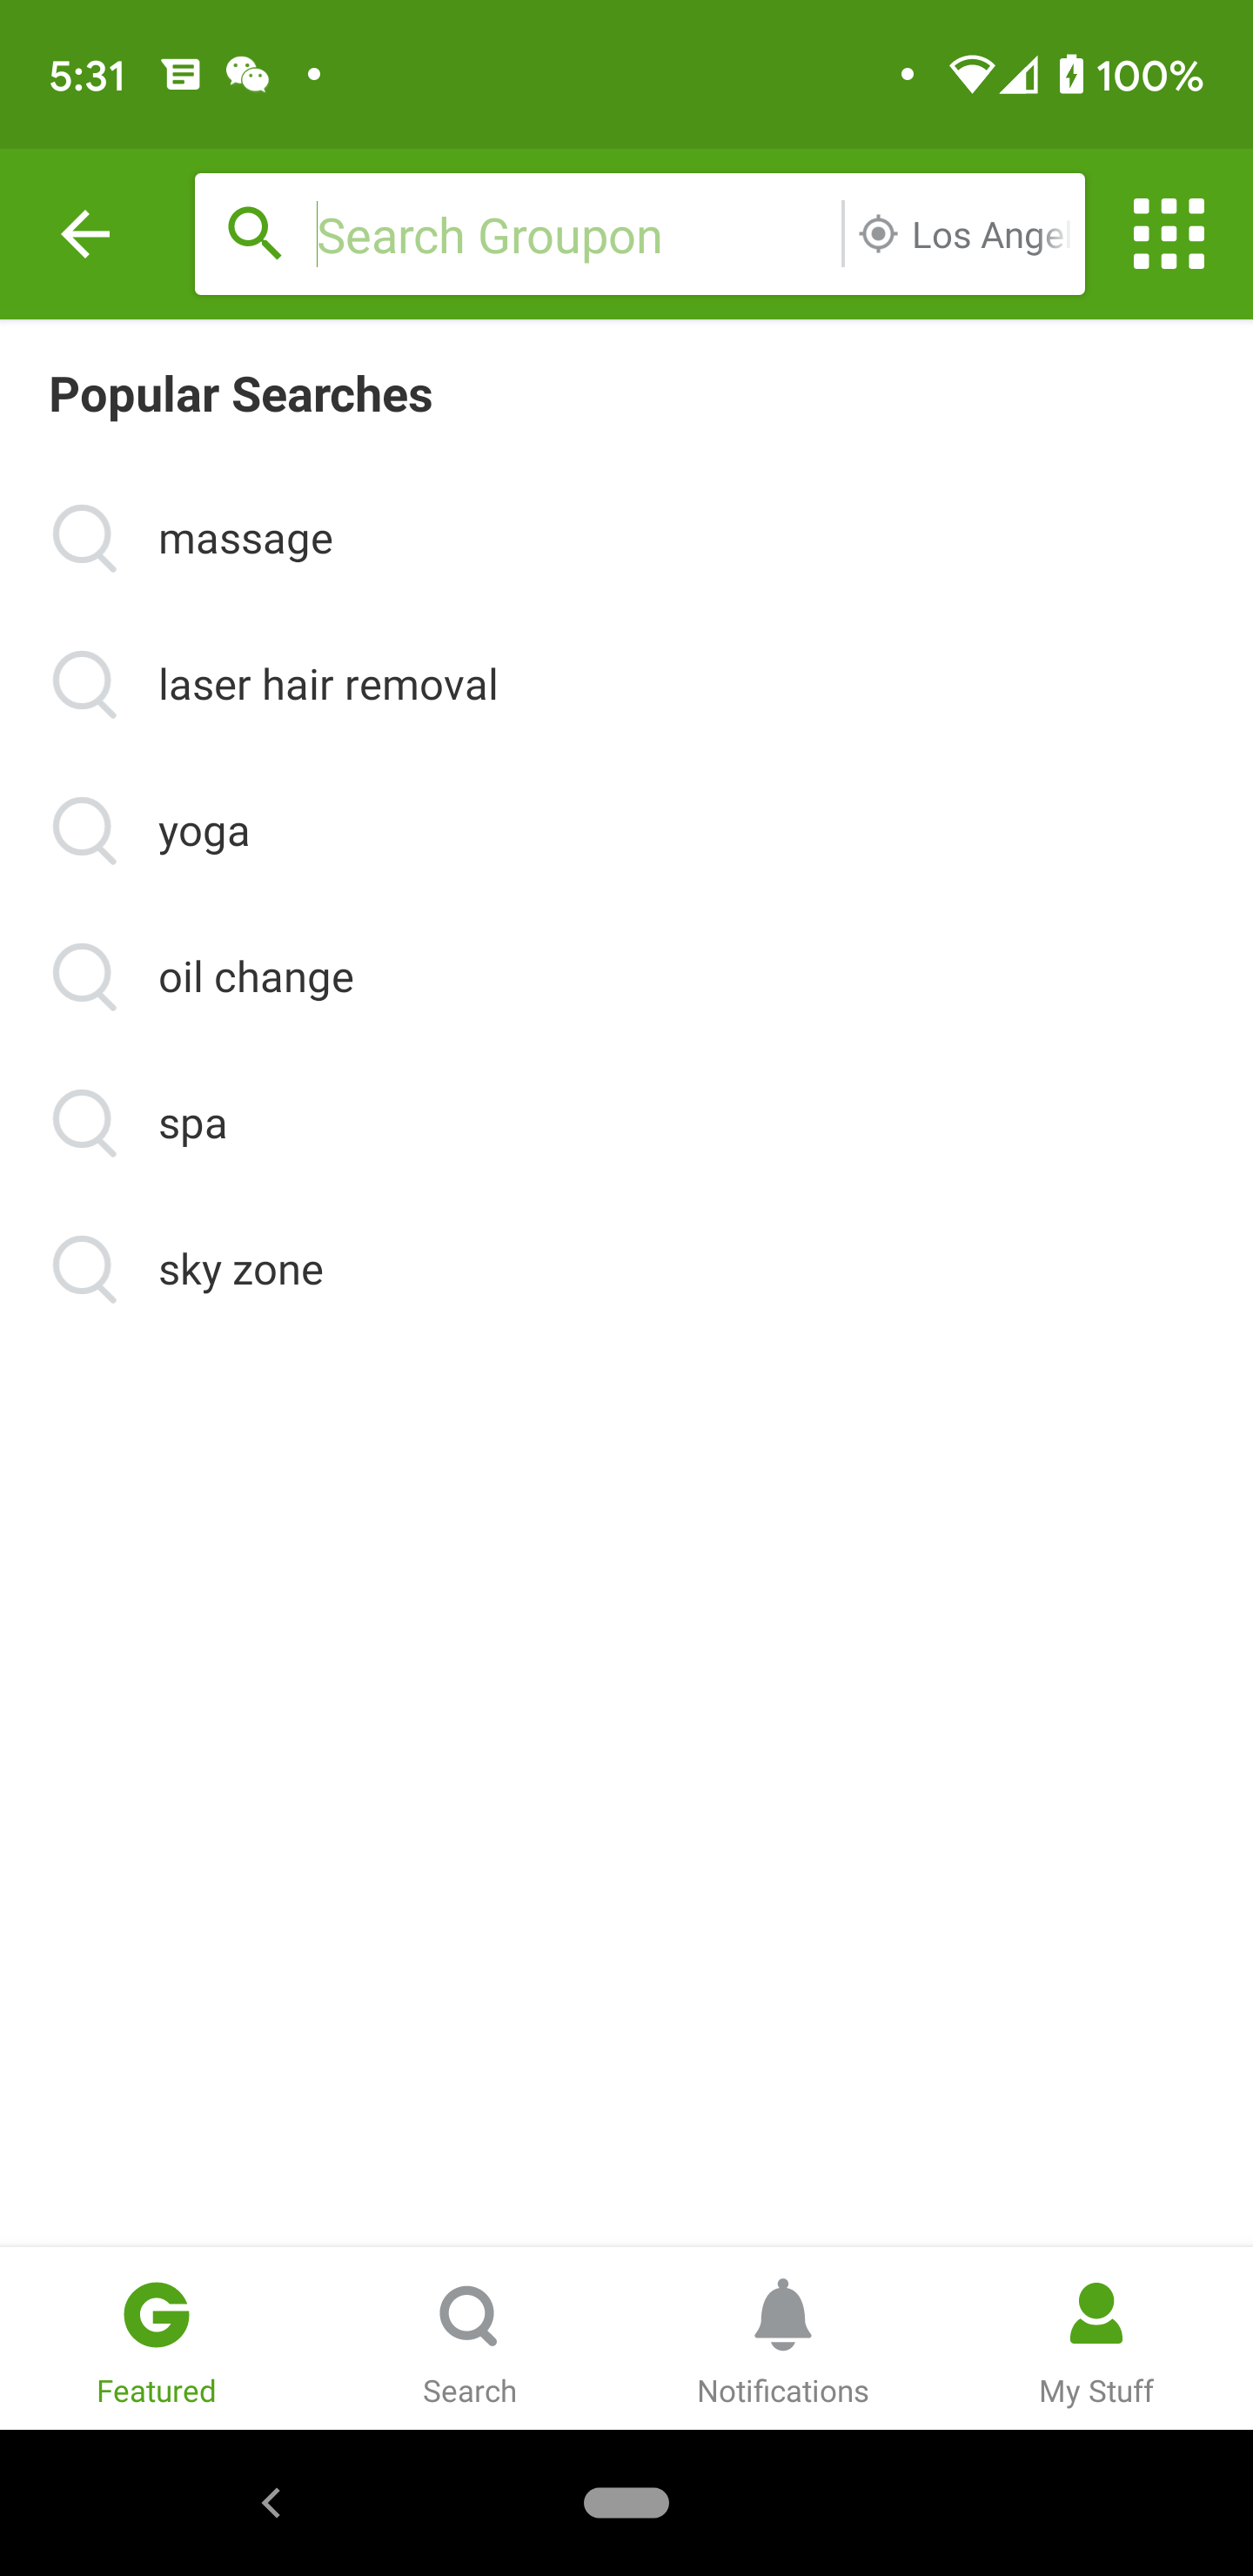 5:31
100%
Search Groupon
Los Angel
Popular Searches
massage
laser hair removal
yoga
oil change
spa
sky zone
Featured
Search
Notifications
My Stuff